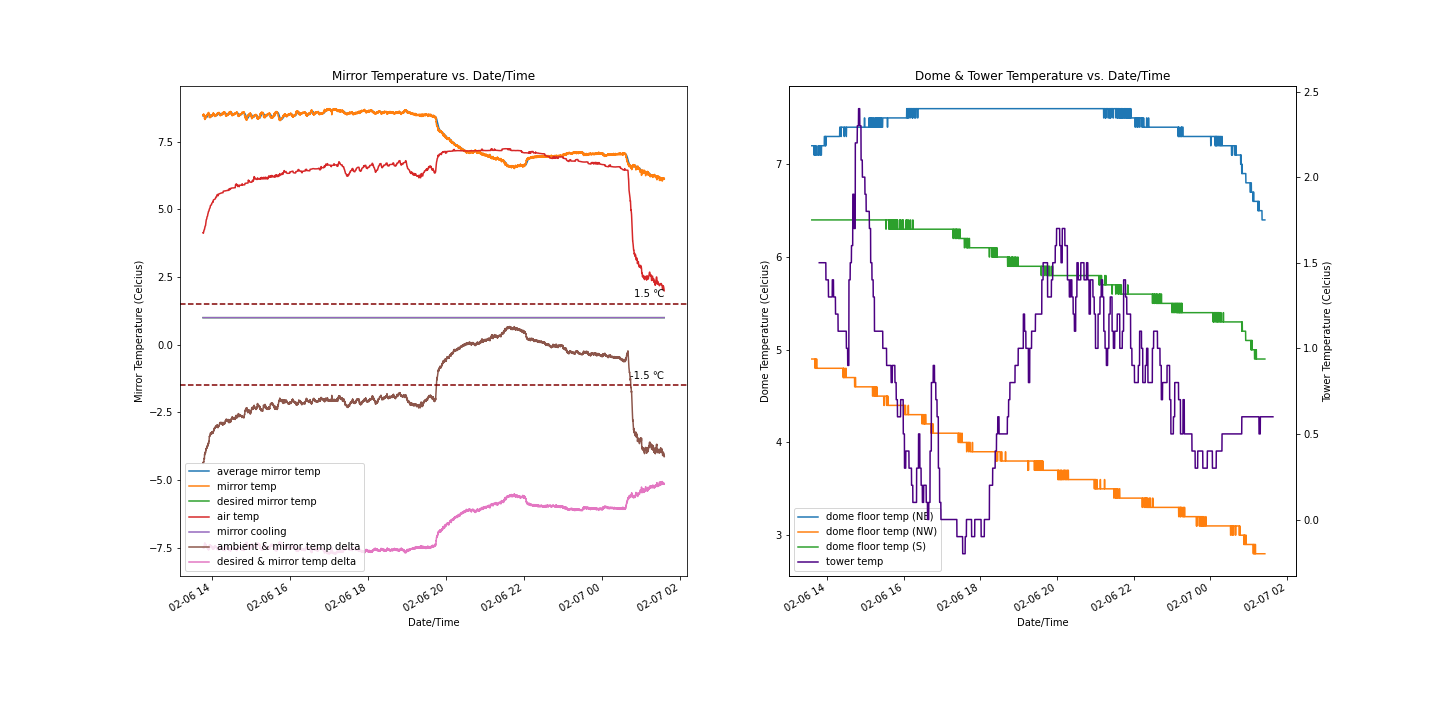 Mirror Temperature vs. Date/Time
Mirror Temperature (Celcius)
7.5
5.0
2.5
0.0
−2.5
−5.0
−7.5
1.5 °C
-1.5 °C
average mirror temp
mirror temp
desired mirror temp
air temp
mirror cooling
ambient & mirror temp delta
desired & mirror temp delta
02-06 14
02-06 16
02-06 18
02-06 20
02-06 22
02-07 00
02-07 02
Date/Time
Dome & Tower Temperature vs. Date/Time
Dome Temperature (Celcius)
7
6
5
4
3
dome floor temp (NE)
dome floor temp (NW)
dome floor temp (S)
tower temp
02-06 14
02-06 16
02-06 18
02-06 20
02-06 22
02-07 00
02-07 02
Date/Time
2.5
2.0
1.5
1.0
0.5
0.0
Tower Temperature (Celcius)